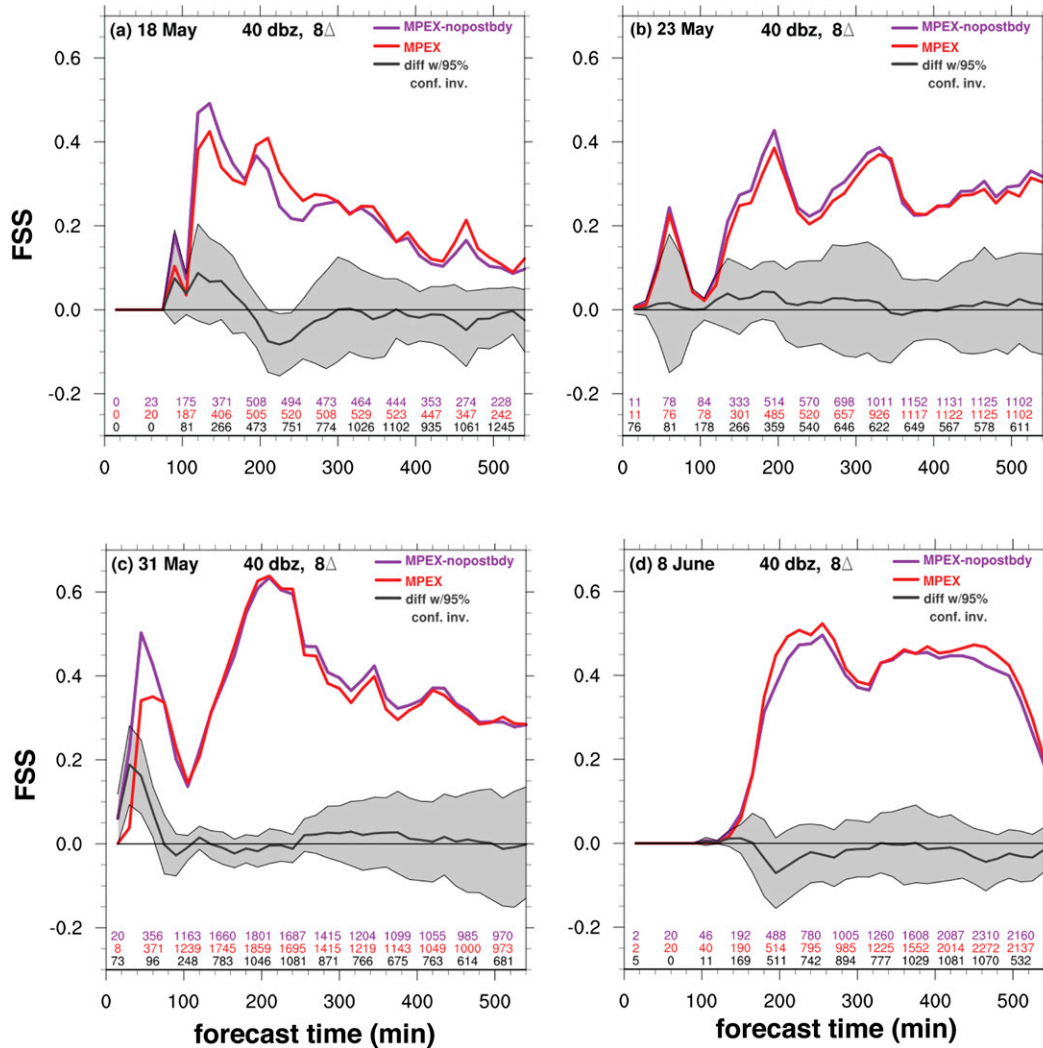 (a) 18 May 40 dbz, 8Δ
MPEX-nopostbdy
MPEX
diff w/95%
conf. inv.
0.6
0.4
0.2
0.0
-0.2
FSS
0 23 175 371 508 494 473 464 444 353 274 228
0 20 187 406 505 520 508 529 523 447 347 242
0 0 81 266 473 751 774 1026 1102 935 1061 1245
0 100 200 300 400 500
(b) 23 May 40 dbz, 8Δ
MPEX-nopostbdy
MPEX
diff w/95%
conf. inv.
0.6
0.4
0.2
0.0
-0.2
11 78 84 333 514 570 698 1011 1152 1131 1125 1102
11 76 78 301 485 520 657 926 1117 1122 1125 1102
76 81 178 266 359 540 646 622 649 567 578 611
0 100 200 300 400 500
(c) 31 May 40 dbz, 8Δ
MPEX-nopostbdy
MPEX
diff w/95%
conf. inv.
0.6
0.4
0.2
0.0
-0.2
FSS
20 356 1163 1660 1801 1687 1415 1204 1099 1055 985 970
8 371 1239 1745 1859 1695 1415 1219 1143 1049 1000 973
73 96 248 783 1046 1081 871 766 675 763 614 681
0 100 200 300 400 500
forecast time (min)
(d) 8 June 40 dbz, 8Δ
MPEX-nopostbdy
MPEX
diff w/95%
conf. inv.
0.6
0.4
0.2
0.0
-0.2
2 20 46 192 488 780 1005 1260 1608 2087 2310 2160
2 20 40 190 514 795 985 1225 1552 2014 2272 2137
5 0 11 169 511 742 894 777 1029 1081 1070 532
0 100 200 300 400 500
forecast time (min)